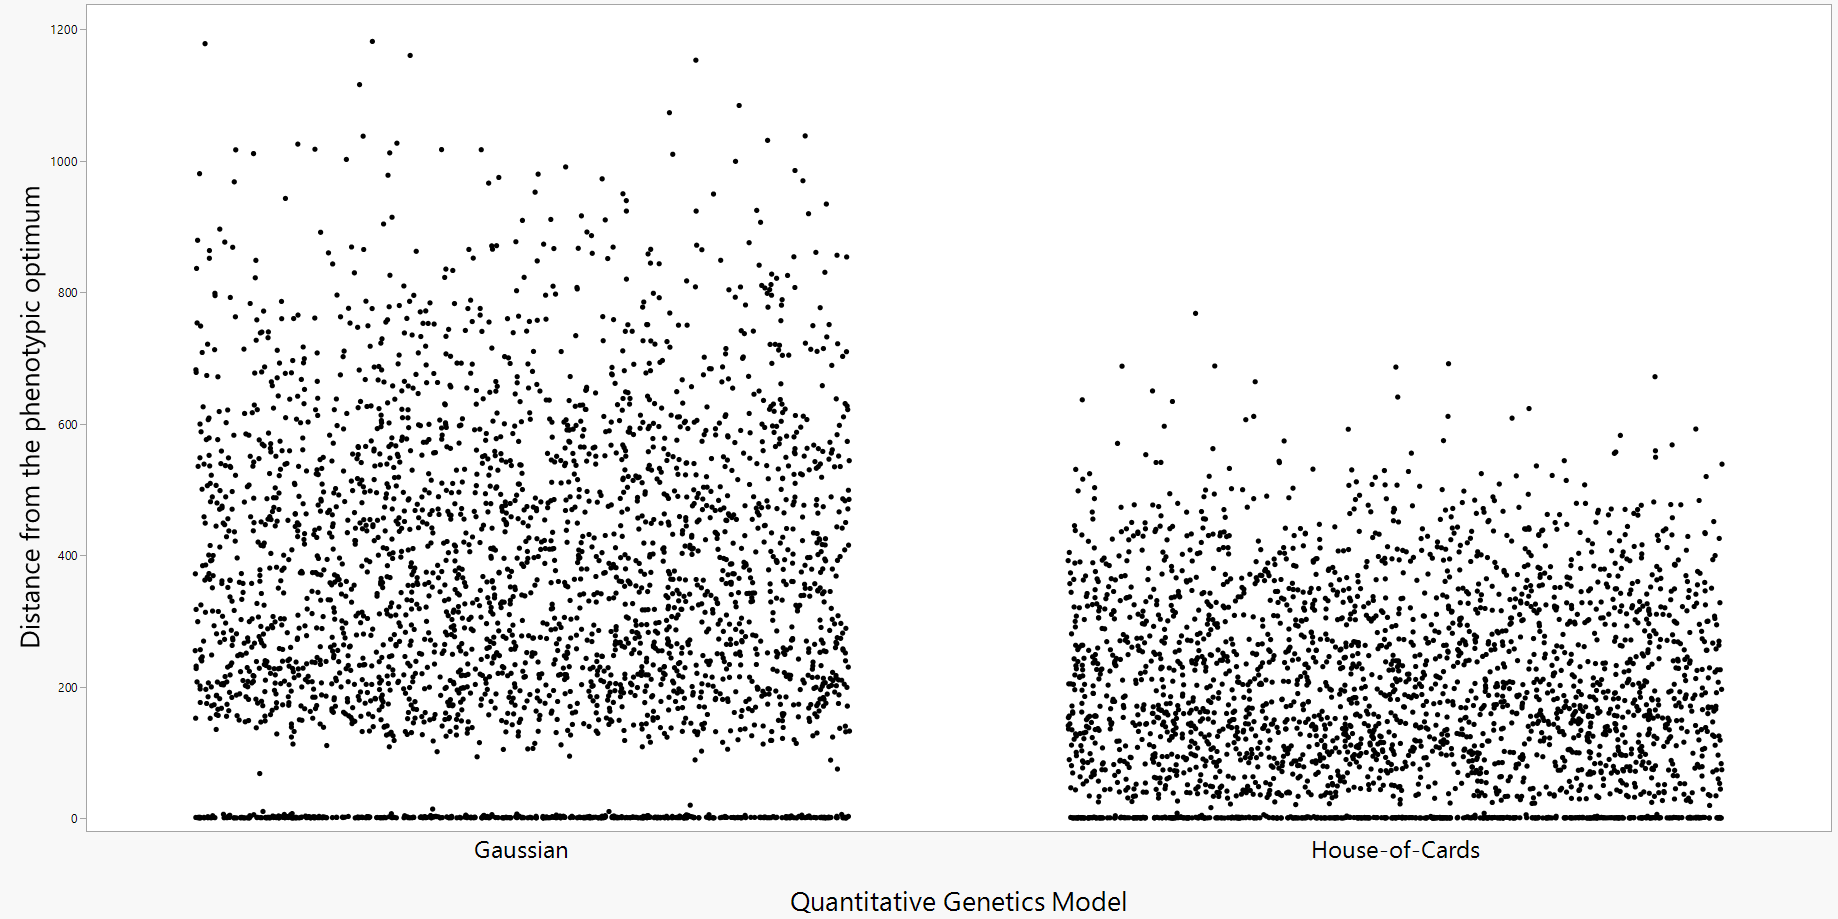 1200
1000
800
600
400
200
0
Distance from the phenotypic optimum
Gaussian
House-of-Cards
Quantitative Genetics Model